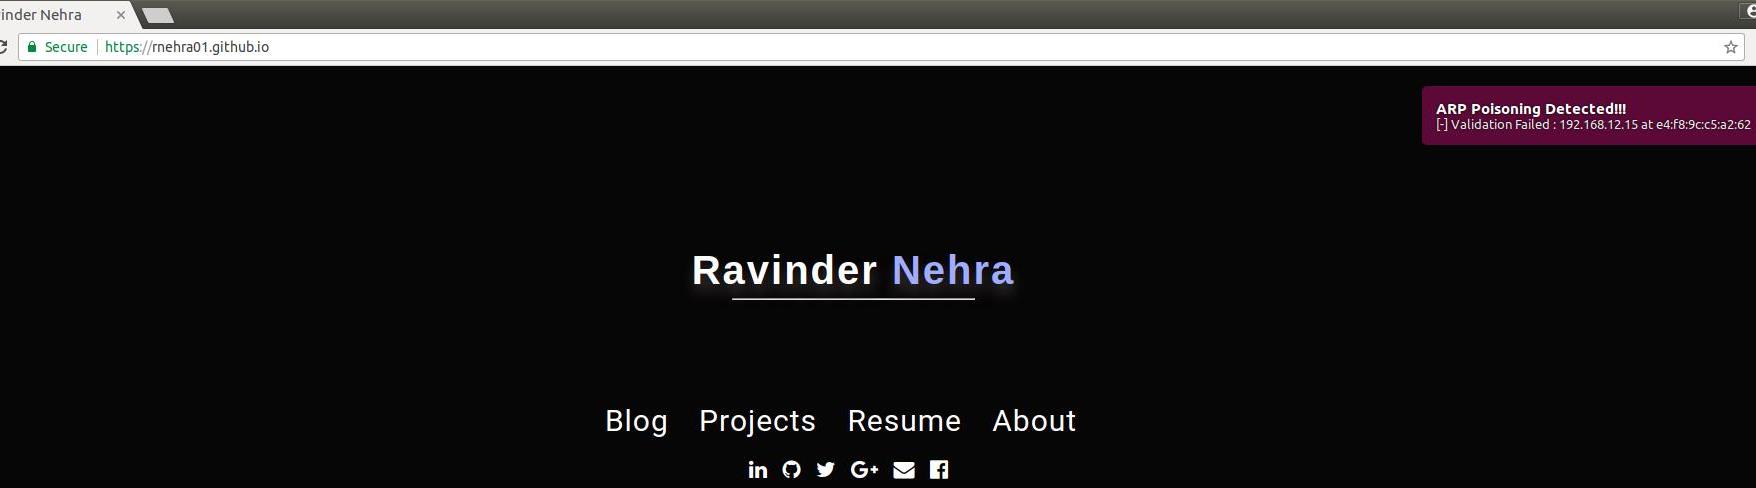 inder Nehra
Secure https://rnehra01.github.io
ARP Poisoning Detected!!!
[-] Validation Failed : 192.168.12.15 at e4:f8:9c:c5:a2:62
Ravinder Nehra
Blog Projects Resume About